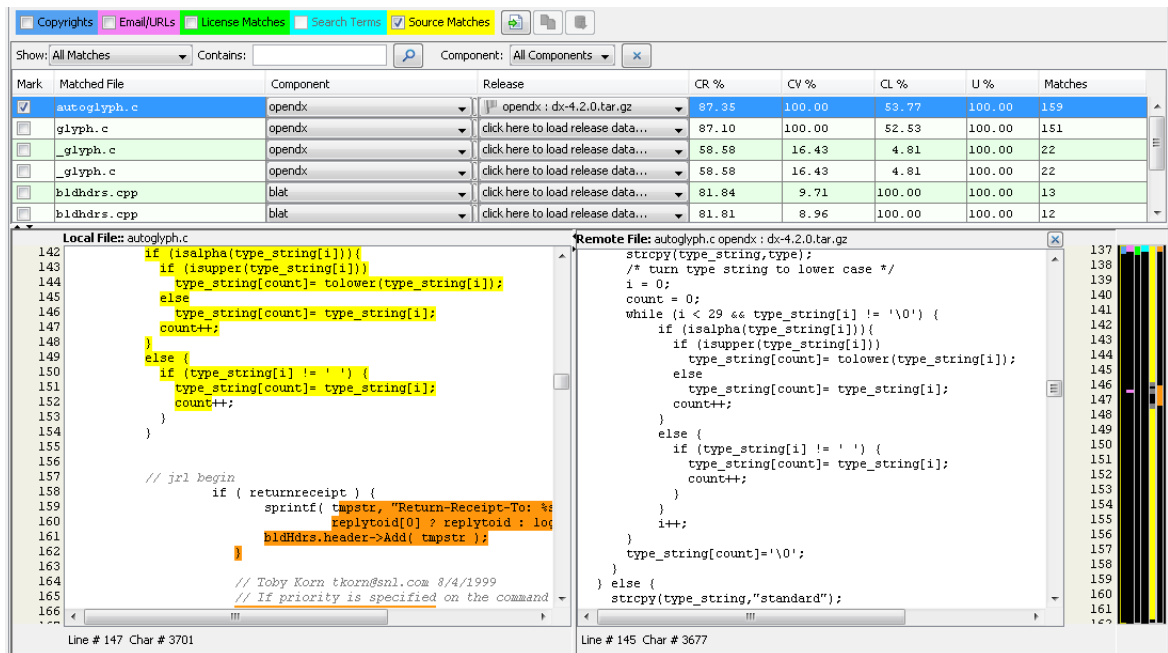 Copyrights Email/URLs License Matches Search Terms Source Matches
Show: All Matches Contains: Component: All Components
Mark Matched File Component Release CR % CV % CL % U % Matches
autoglyph.c opendx opendx : dx-4.2.0.tar.gz 87.35 100.00 53.77 100.00 159
glyph.c opendx click here to load release data... 87.10 100.00 52.53 100.00 151
_glyph.c opendx click here to load release data... 58.58 16.43 4.81 100.00 22
_glyph.c opendx click here to load release data... 58.58 16.43 4.81 100.00 22
bldhdrs.cpp blat click here to load release data... 81.84 9.71 100.00 100.00 13
bldhdrs.cpp blat click here to load release data... 81.81 8.96 100.00 100.00 12
Local File:: autoglyph.c
142 if (isalpha(type_string[i])){
143 if (isupper(type_string[i]))
144 type_string[count]= tolower(type_string[i]);
145 else
146 type_string[count]= type_string[i];
147 count++;
148 }
149 else {
150 if (type_string[i] != ' ') {
151 type_string[count]= type_string[i];
152 count++;
153 }
154 }
155
156
157 // jrl begin
158 if ( returnreceipt ) {
159 sprintf( tmpstr, "Return-Receipt-To: %s
160 replytoid[0] ? replytoid : log
161 bldHdrs.header->Add( tmpstr );
162 }
163
164 // Toby Korn tkorn@snl.com 8/4/1999
165 // If priority is specified on the command
166
Line # 147 Char # 3701
Remote File: autoglyph.c opendx : dx-4.2.0.tar.gz
strcpy(type_string,type); 137
/* turn type string to lower case */ 138
i = 0; 139
count = 0; 140
while (i < 29 && type_string[i] != '\0') { 141
if (isalpha(type_string[i])){ 142
if (isupper(type_string[i])) 143
type_string[count]= tolower(type_string[i]); 144
else 145
type_string[count]= type_string[i]; 146
count++; 147
} 148
else { 149
if (type_string[i] != ' ') { 150
type_string[count]= type_string[i]; 151
count++; 152
} 153
} 154
i++; 155
} 156
type_string[count]='\0'; 157
} 158
} else { 159
strcpy(type_string,"standard"); 160
161
Line # 145 Char # 3677